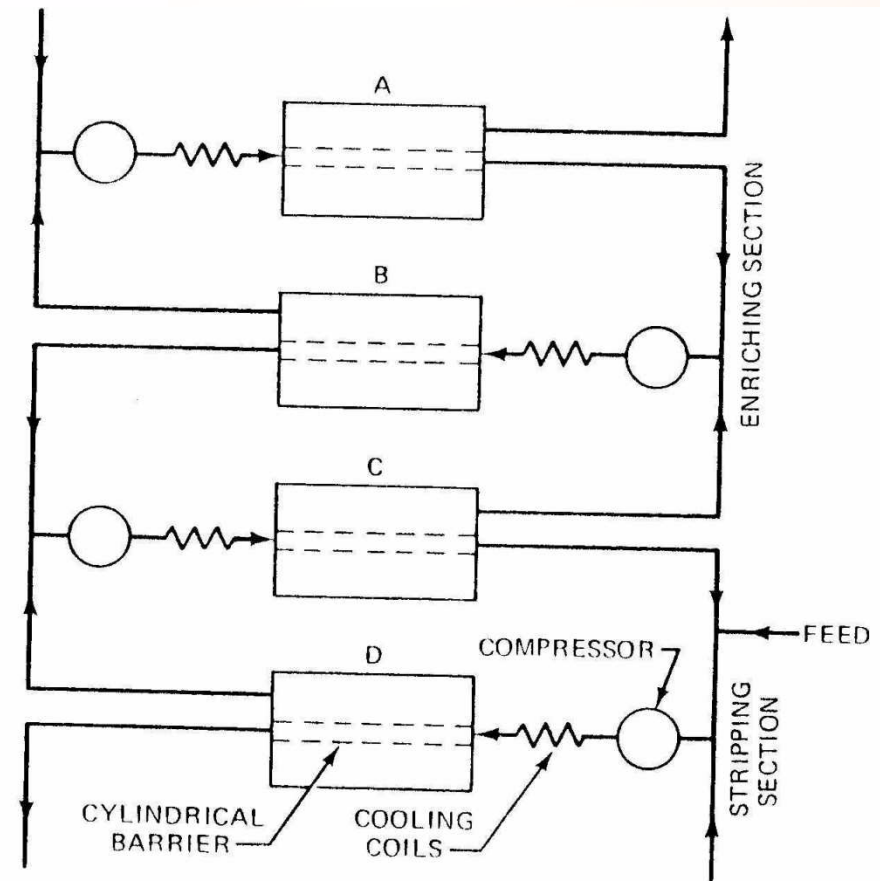 A
B
ENRICHING SECTION
C
FEED
D
COMPRESSOR
STRIPPING
SECTION
CYLINDRICAL
BARRIER
COOLING
COILS